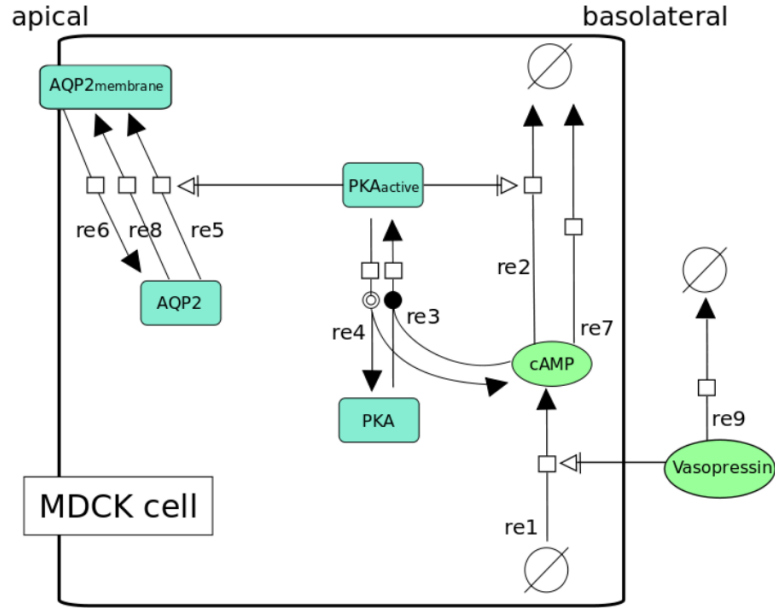 apical
basolateral
AQP2membrane
PKAactive
re6
re8
re5
re2
AQP2
re4
re3
re7
cAMP
PKA
re9
Vasopressin
MDCK cell
re1